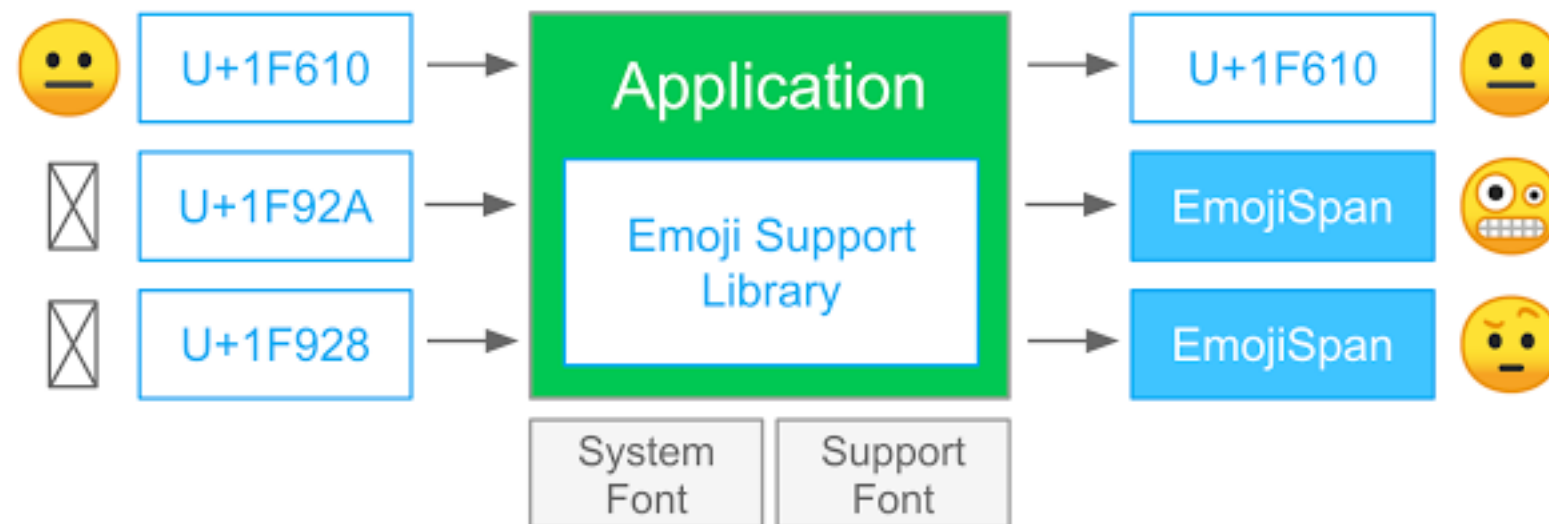 U+1F610
Application
U+1F610
U+1F92A
Emoji Support
Library
EmojiSpan
U+1F928
EmojiSpan
System
Font
Support
Font